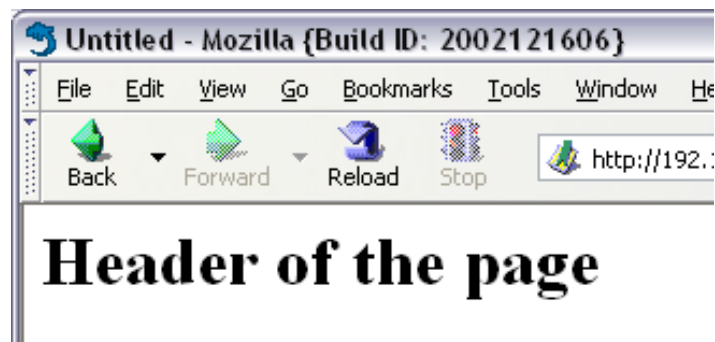 Untitled - Mozilla {Build ID: 2002121606}
File Edit View Go Bookmarks Tools Window
Back Forward Reload Stop http://192.1
Header of the page